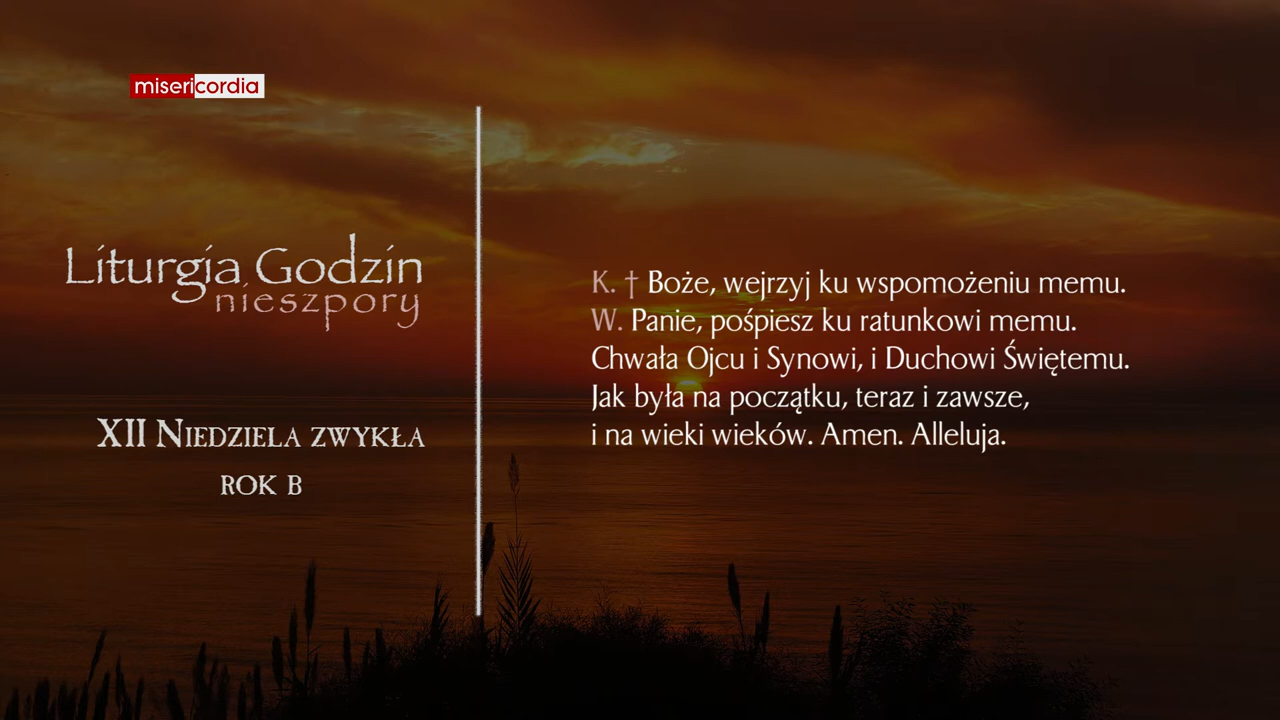 misericordia
Liturgia Godzin
nieszpory
XII Niedziela zwykła
rok B
K. † Boże, wejrzyj ku wspomożeniu memu.
W. Panie, pośpiesz ku ratunkowi memu.
Chwała Ojcu i Synowi, i Duchowi Świętemu.
Jak była na początku, teraz i zawsze,
i na wieki wieków. Amen. Alleluja.